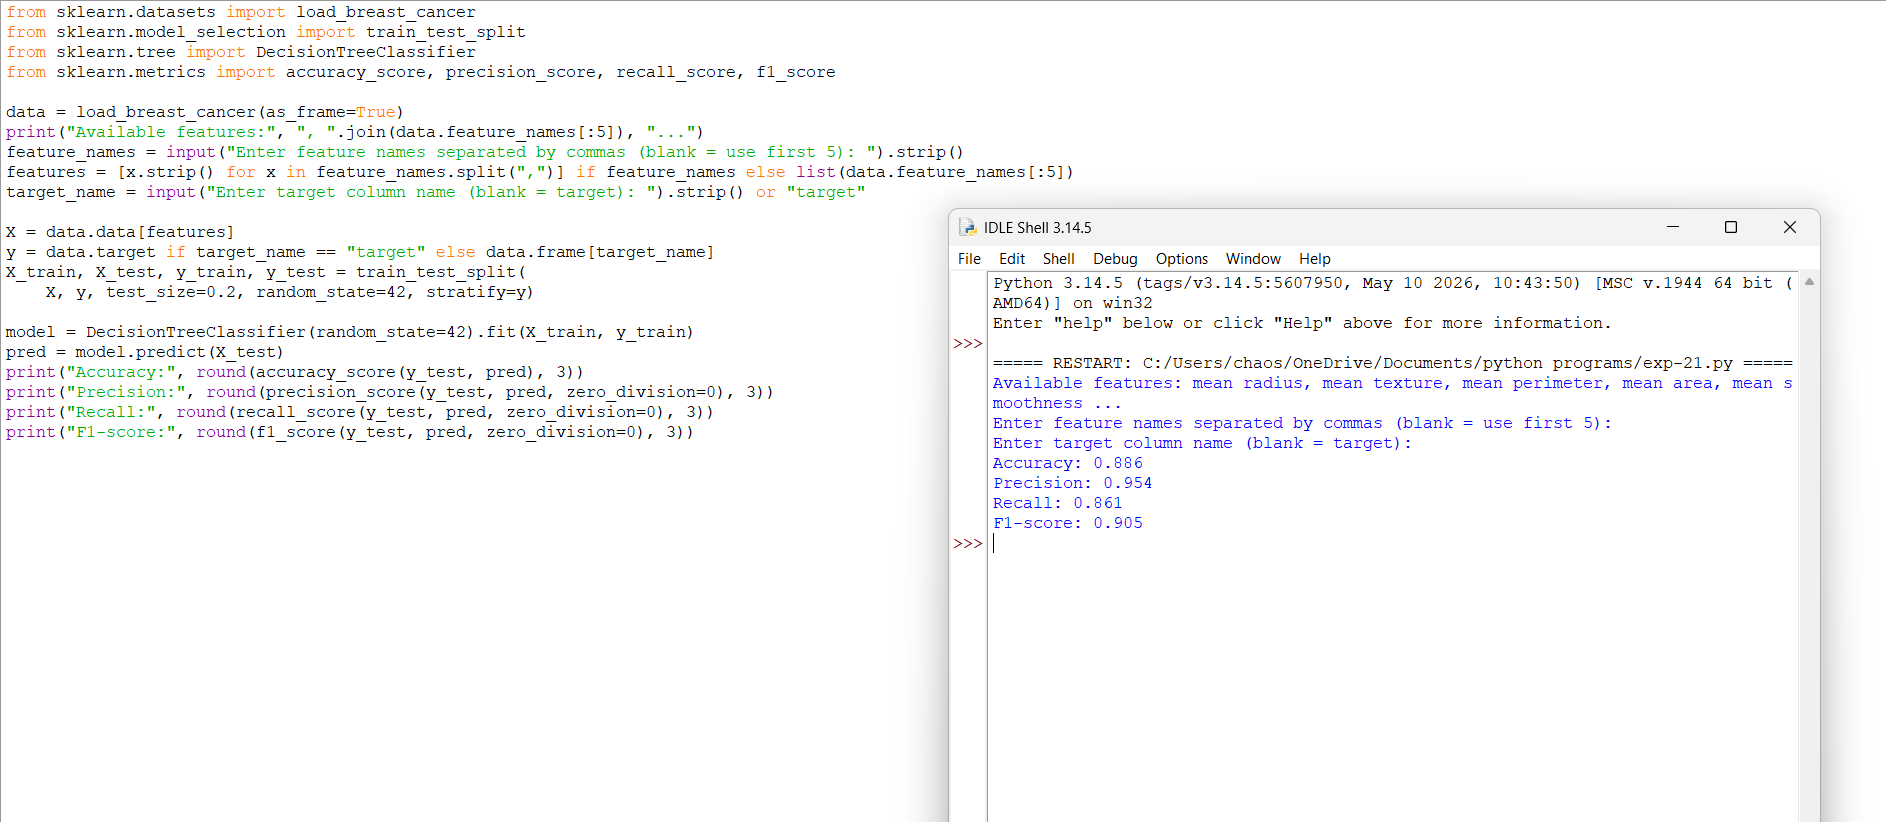 from sklearn.datasets import load_breast_cancer
from sklearn.model_selection import train_test_split
from sklearn.tree import DecisionTreeClassifier
from sklearn.metrics import accuracy_score, precision_score, recall_score, f1_score

data = load_breast_cancer(as_frame=True)
print("Available features:", ", ".join(data.feature_names[:5]), "...")
feature_names = input("Enter feature names separated by commas (blank = use first 5): ").strip()
features = [x.strip() for x in feature_names.split(",")] if feature_names else list(data.feature_names[:5])
target_name = input("Enter target column name (blank = target): ").strip() or "target"

X = data.data[features]
y = data.target if target_name == "target" else data.frame[target_name]
X_train, X_test, y_train, y_test = train_test_split(
    X, y, test_size=0.2, random_state=42, stratify=y)

model = DecisionTreeClassifier(random_state=42).fit(X_train, y_train)
pred = model.predict(X_test)
print("Accuracy:", round(accuracy_score(y_test, pred), 3))
print("Precision:", round(precision_score(y_test, pred, zero_division=0), 3))
print("Recall:", round(recall_score(y_test, pred, zero_division=0), 3))
print("F1-score:", round(f1_score(y_test, pred, zero_division=0), 3))

IDLE Shell 3.14.5
File Edit Shell Debug Options Window Help
Python 3.14.5 (tags/v3.14.5:5607950, May 10 2026, 10:43:50) [MSC v.1944 64 bit (
AMD64)] on win32
Enter "help" below or click "Help" above for more information.
>>>
===== RESTART: C:/Users/chaos/OneDrive/Documents/python programs/exp-21.py =====
Available features: mean radius, mean texture, mean perimeter, mean area, mean s
moothness ...
Enter feature names separated by commas (blank = use first 5):
Enter target column name (blank = target):
Accuracy: 0.886
Precision: 0.954
Recall: 0.861
F1-score: 0.905
>>>